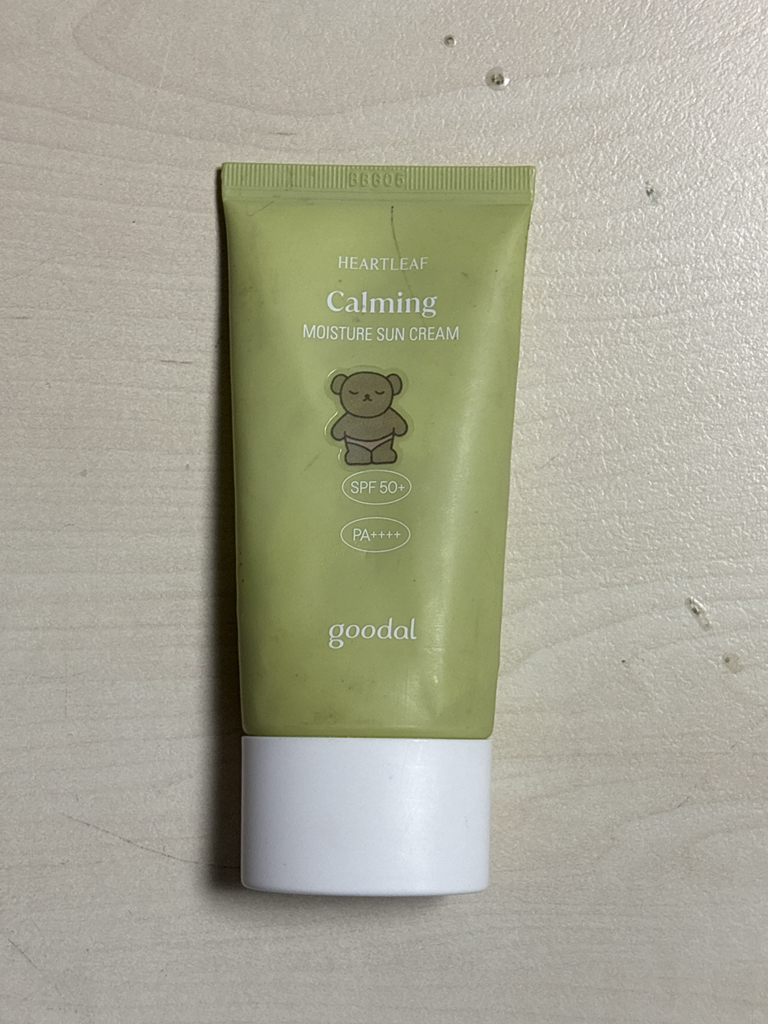 HEARTLEAF
Calming
MOISTURE SUN CREAM
SPF 50+
PA++++
goodal